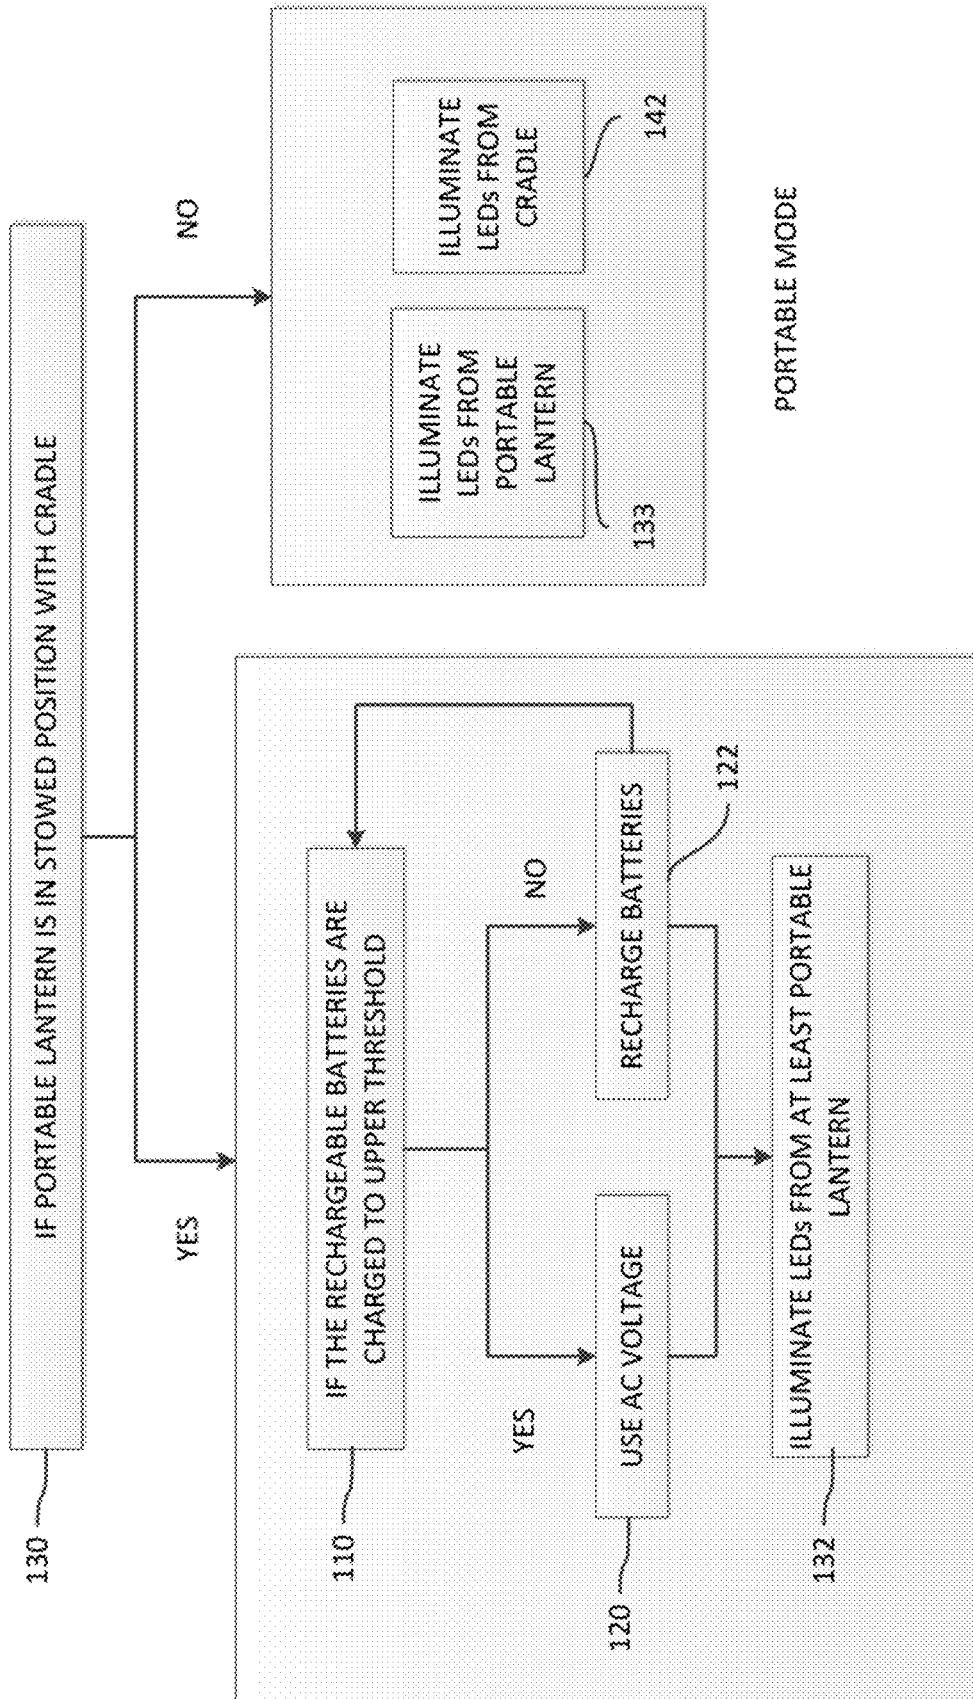 130
IF PORTABLE LANTERN IS IN STOWED POSITION WITH CRADLE
YES
NO
110
IF THE RECHARGEABLE BATTERIES ARE
CHARGED TO UPPER THRESHOLD
YES
NO
120
USE AC VOLTAGE
RECHARGE BATTERIES
122
132
ILLUMINATE LEDs FROM AT LEAST PORTABLE
LANTERN
ILLUMINATE
LEDs FROM
PORTABLE
LANTERN
133
ILLUMINATE
LEDs FROM
CRADLE
142
PORTABLE MODE